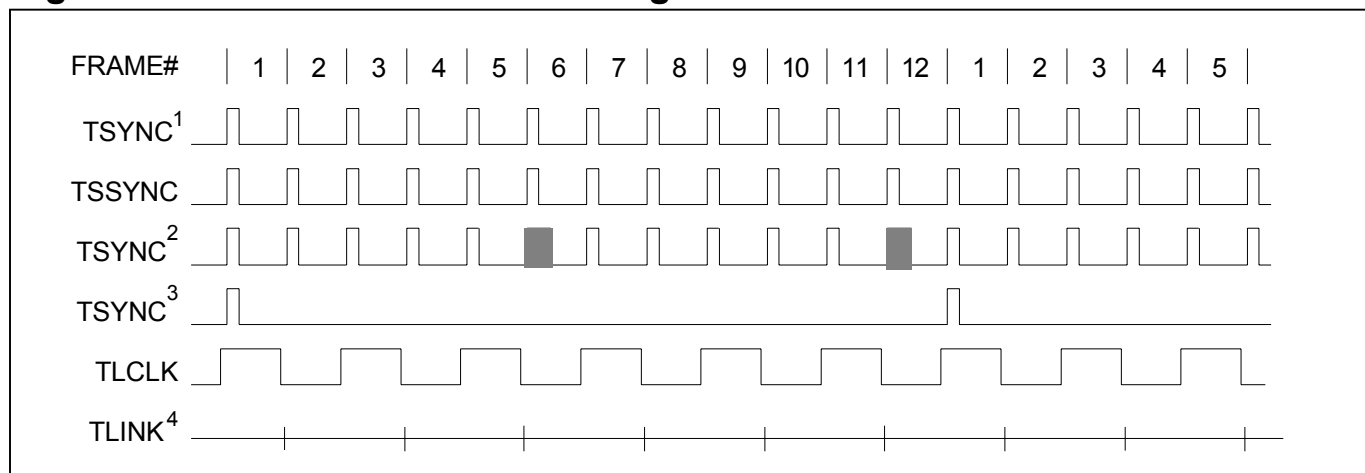 FRAME# 1 2 3 4 5 6 7 8 9 10 11 12 1 2 3 4 5
TSYNC1
TSSYNC
TSYNC2
TSYNC3
TLCLK
TLINK4